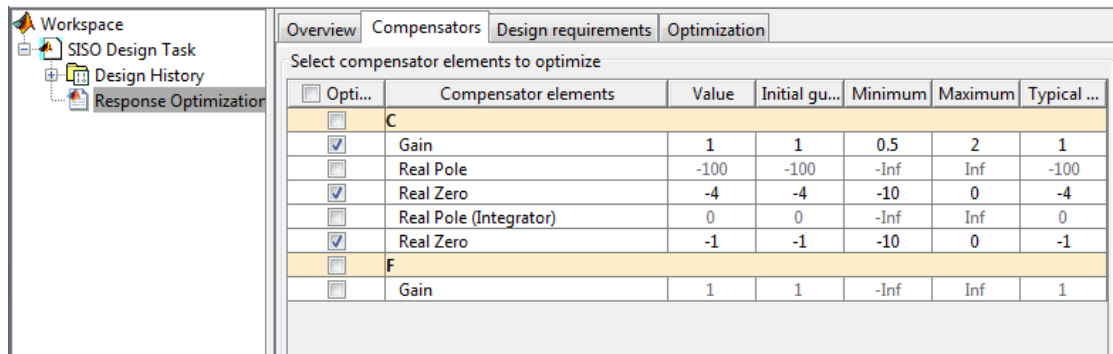 Workspace
SISO Design Task
Design History
Response Optimization
Overview Compensators Design requirements Optimization
Select compensator elements to optimize
Opti... Compensator elements Value Initial gu... Minimum Maximum Typical ...
C
Gain 1 1 0.5 2 1
Real Pole -100 -100 -Inf Inf -100
Real Zero -4 -4 -10 0 -4
Real Pole (Integrator) 0 0 -Inf Inf 0
Real Zero -1 -1 -10 0 -1
F
Gain 1 1 -Inf Inf 1